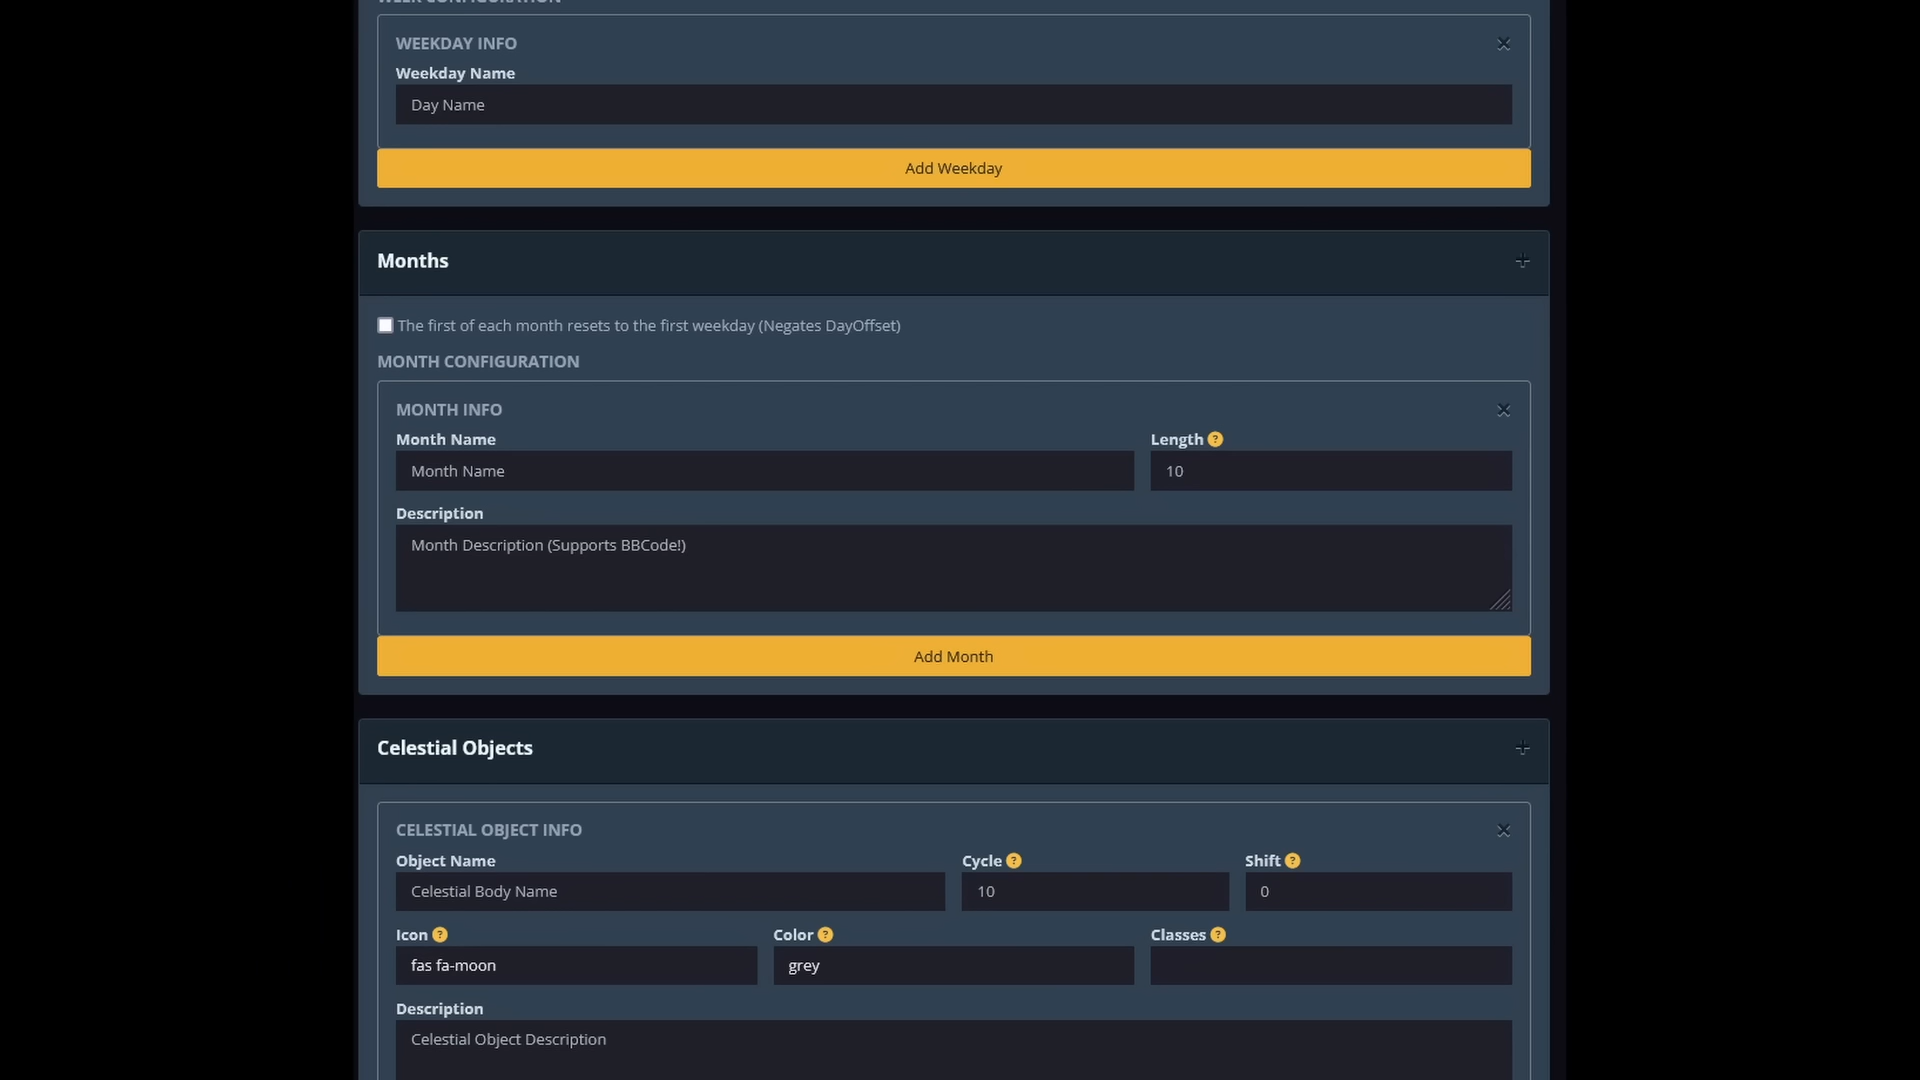 WEEK CONFIGURATION
WEEKDAY INFO
Weekday Name
Day Name
Add Weekday
Months
The first of each month resets to the first weekday (Negates DayOffset)
MONTH CONFIGURATION
MONTH INFO
Month Name
Length ?
Month Name
10
Description
Month Description (Supports BBCode!)
Add Month
Celestial Objects
CELESTIAL OBJECT INFO
Object Name
Cycle ?
Shift ?
Celestial Body Name
10
0
Icon ?
Color ?
Classes ?
fas fa-moon
grey
Description
Celestial Object Description